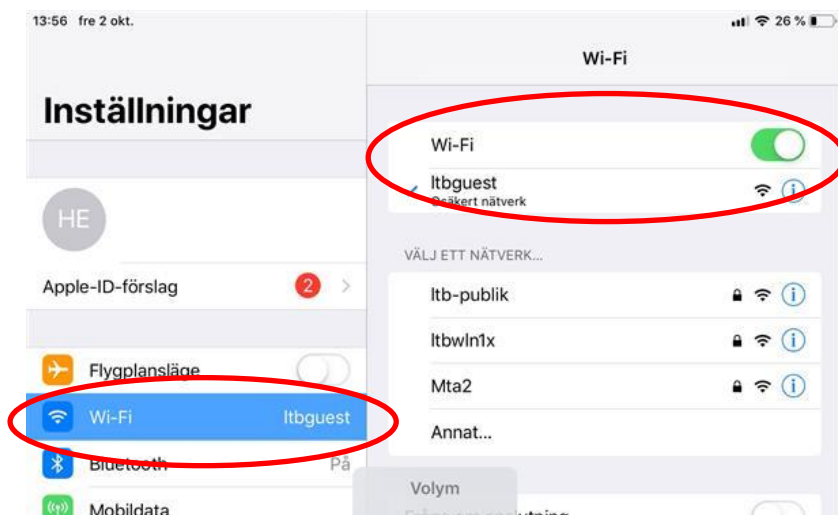 13:56 fre 2 okt.
26 %
Inställningar
HE
Apple-ID-förslag 2
Flygplansläge
Wi-Fi ltbguest
Bluetooth På
Mobildata
Wi-Fi
Wi-Fi
ltbguest
Osäkert nätverk
VÄLJ ETT NÄTVERK...
ltb-publik
ltbwln1x
Mta2
Annat...
Volym